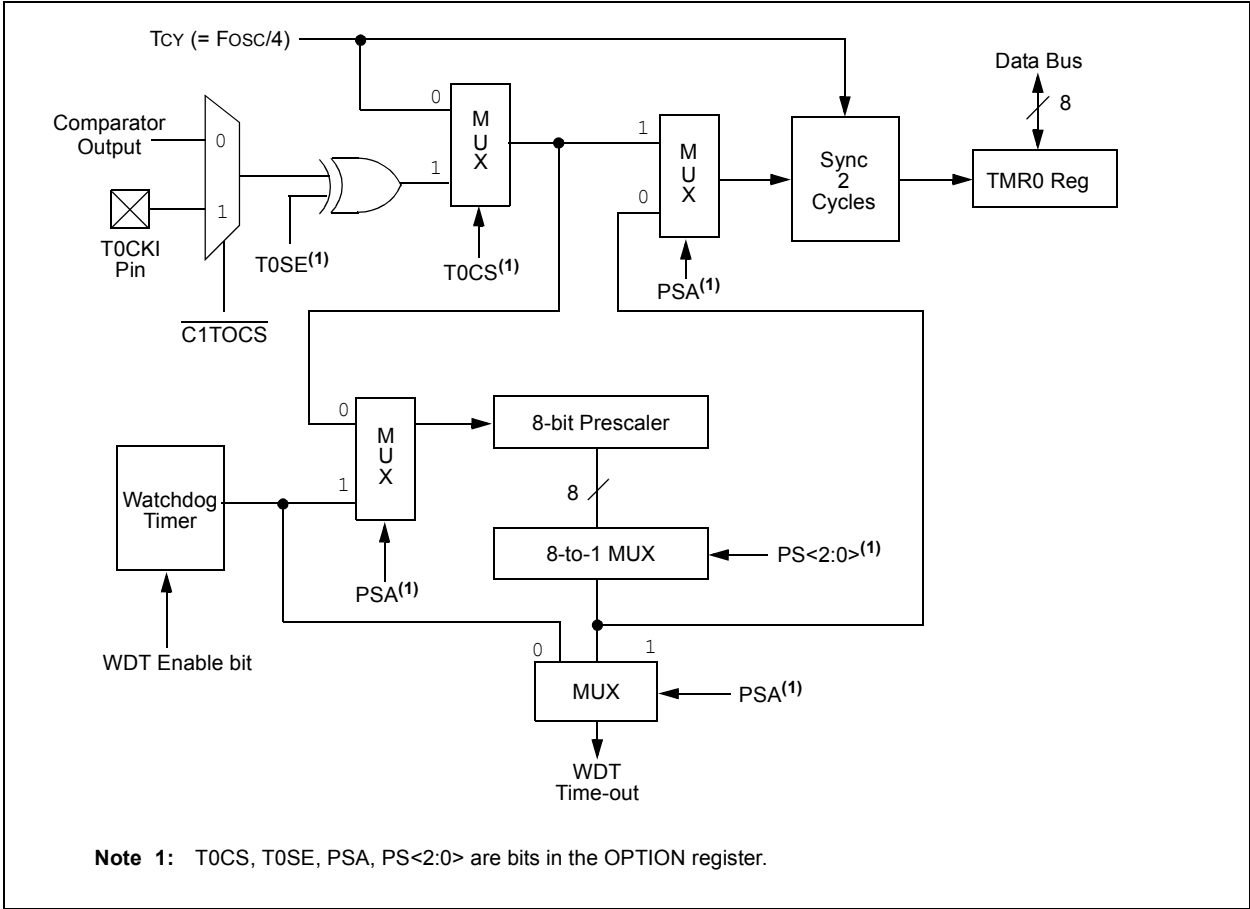 TCY (= FOSC/4)
Data Bus
8
0
M
U
X
1
Comparator
Output
0
1
T0CKI
Pin
T0SE(1)
T0CS(1)
C1TOCS
1
M
U
X
0
PSA(1)
Sync
2
Cycles
TMR0 Reg
0
M
U
X
1
8-bit Prescaler
Watchdog
Timer
8
8-to-1 MUX
PS<2:0>(1)
PSA(1)
WDT Enable bit
0
1
MUX
PSA(1)
WDT
Time-out
Note 1: T0CS, T0SE, PSA, PS<2:0> are bits in the OPTION register.